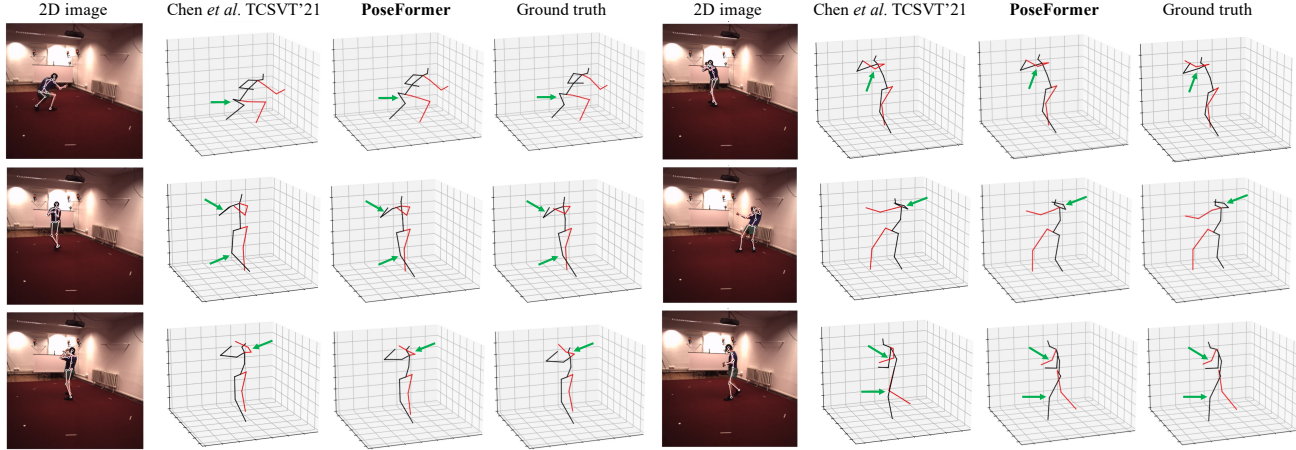 2D image Chen et al. TCSVT'21 PoseFormer Ground truth 2D image Chen et al. TCSVT'21 PoseFormer Ground truth